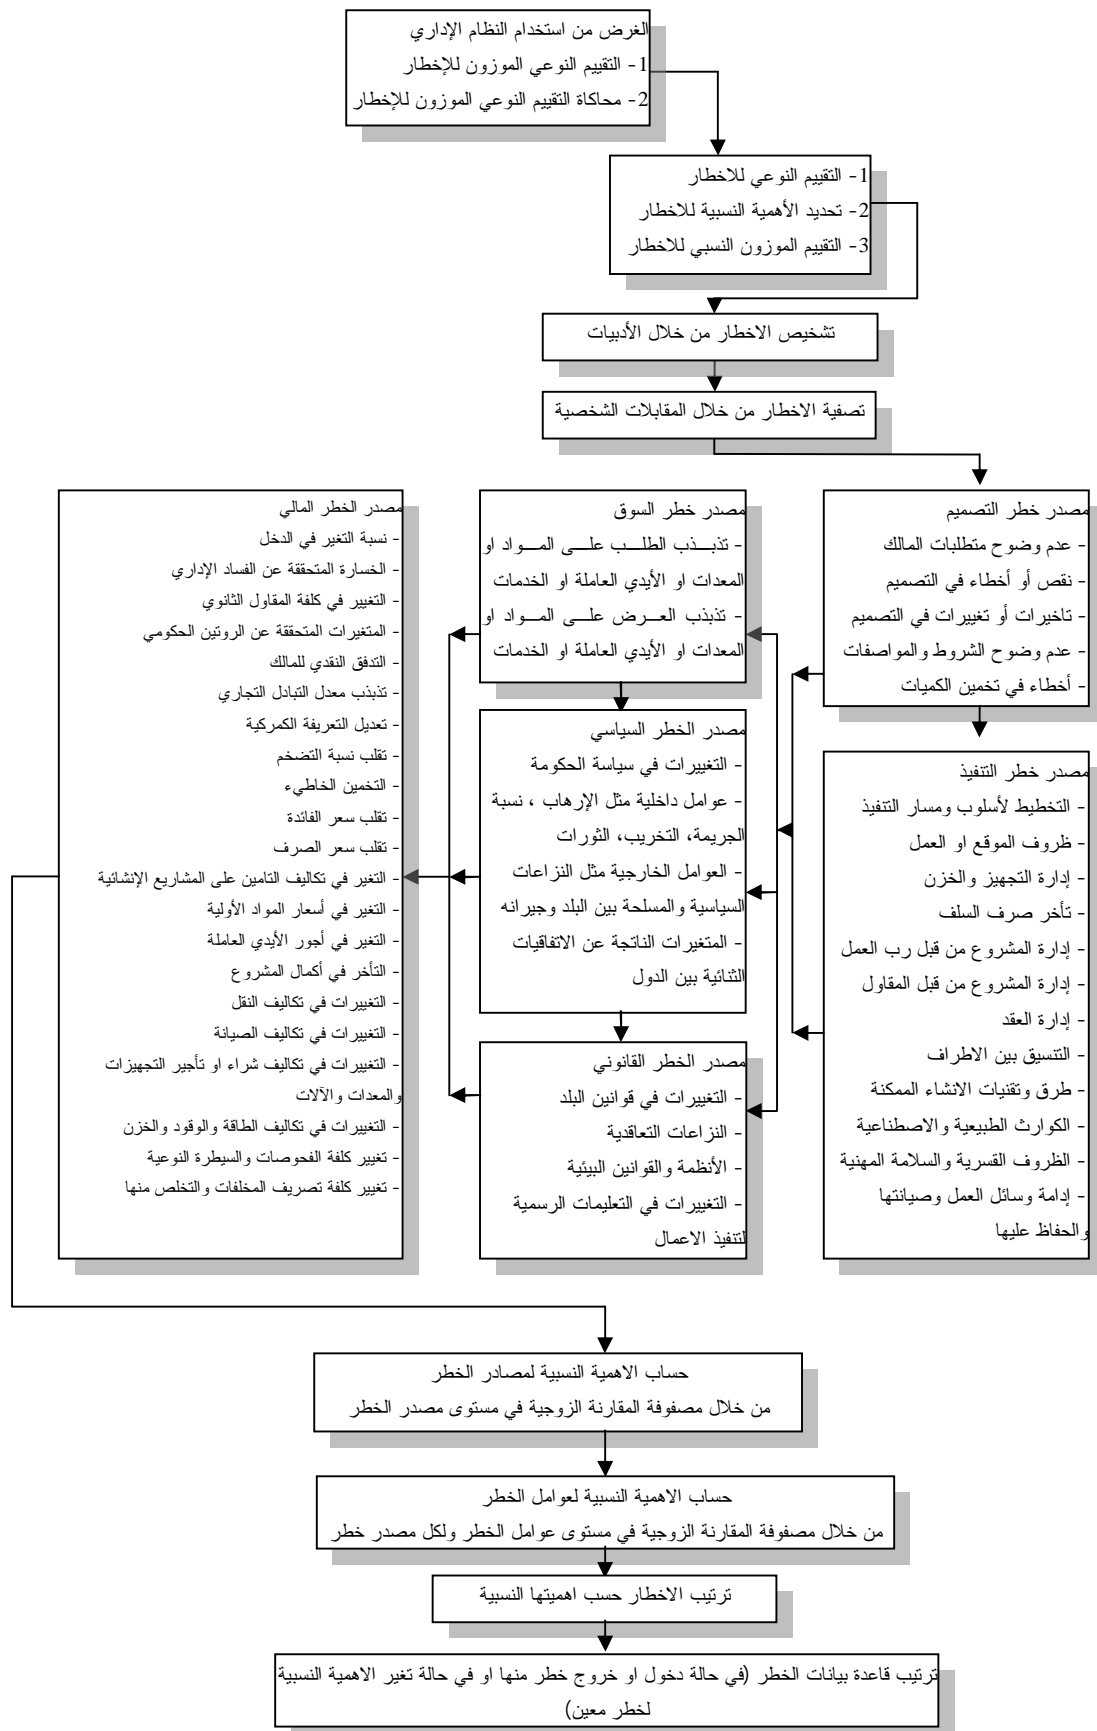 الغرض من استخدام النظام الإداري
1- التقييم النوعي الموزون للإخطار
2- محاكاة التقييم النوعي الموزون للإخطار
1- التقييم النوعي للاخطار
2- تحديد الأهمية النسبية للاخطار
3- التقييم الموزون النسبي للاخطار
تشخيص الاخطار من خلال الأدبيات
تصفية الاخطار من خلال المقابلات الشخصية
مصدر خطر التصميم
- عدم وضوح متطلبات المالك
- نقص أو أخطاء في التصميم
- تاخيرات أو تغييرات في التصميم
- عدم وضوح الشروط والمواصفات
- أخطاء في تخمين الكميات
مصدر خطر التنفيذ
- التخطيط لأسلوب ومسار التنفيذ
- ظروف الموقع او العمل
- إدارة التجهيز والخزن
- تأخر صرف السلف
- إدارة المشروع من قبل رب العمل
- إدارة المشروع من قبل المقاول
- إدارة العقد
- التنسيق بين الاطراف
- طرق وتقنيات الانشاء الممكنة
- الكوارث الطبيعية والاصطناعية
- الظروف القسرية والسلامة المهنية
- إدامة وسائل العمل وصيانتها
والحفاظ عليها
مصدر خطر السوق
- تذبـــذب الطلـــب علـــى المـــواد او
المعدات او الأيدي العاملة او الخدمات
- تذبذب العـــرض علـــى المـــواد او
المعدات او الأيدي العاملة او الخدمات
مصدر الخطر السياسي
- التغييرات في سياسة الحكومة
- عوامل داخلية مثل الإرهاب ، نسبة
الجريمة، التخريب، الثورات
- العوامل الخارجية مثل النزاعات
السياسية والمسلحة بين البلد وجيرانه
- المتغيرات الناتجة عن الاتفاقيات
الثنائية بين الدول
مصدر الخطر القانوني
- التغييرات في قوانين البلد
- النزاعات التعاقدية
- الأنظمة والقوانين البيئية
- التغييرات في التعليمات الرسمية
لتنفيذ الاعمال
مصدر الخطر المالي
- نسبة التغير في الدخل
- الخسارة المتحققة عن الفساد الإداري
- التغيير في كلفة المقاول الثانوي
- المتغيرات المتحققة عن الروتين الحكومي
- التدفق النقدي للمالك
- تذبذب معدل التبادل التجاري
- تعديل التعريفة الكمركية
- تقلب نسبة التضخم
- التخمين الخاطيء
- تقلب سعر الفائدة
- تقلب سعر الصرف
- التغير في تكاليف التامين على المشاريع الإنشائية
- التغير في أسعار المواد الأولية
- التغير في أجور الأيدي العاملة
- التأخر في أكمال المشروع
- التغييرات في تكاليف النقل
- التغييرات في تكاليف الصيانة
- التغييرات في تكاليف شراء او تأجير التجهيزات
والمعدات والآلات
- التغييرات في تكاليف الطاقة والوقود والخزن
- تغيير كلفة الفحوصات والسيطرة النوعية
- تغيير كلفة تصريف المخلفات والتخلص منها
حساب الاهمية النسبية لمصادر الخطر
من خلال مصفوفة المقارنة الزوجية في مستوى مصدر الخطر
حساب الاهمية النسبية لعوامل الخطر
من خلال مصفوفة المقارنة الزوجية في مستوى عوامل الخطر ولكل مصدر خطر
ترتيب الاخطار حسب اهميتها النسبية
ترتيب قاعدة بيانات الخطر (في حالة دخول او خروج خطر منها او في حالة تغير الاهمية النسبية
لخطر معين)